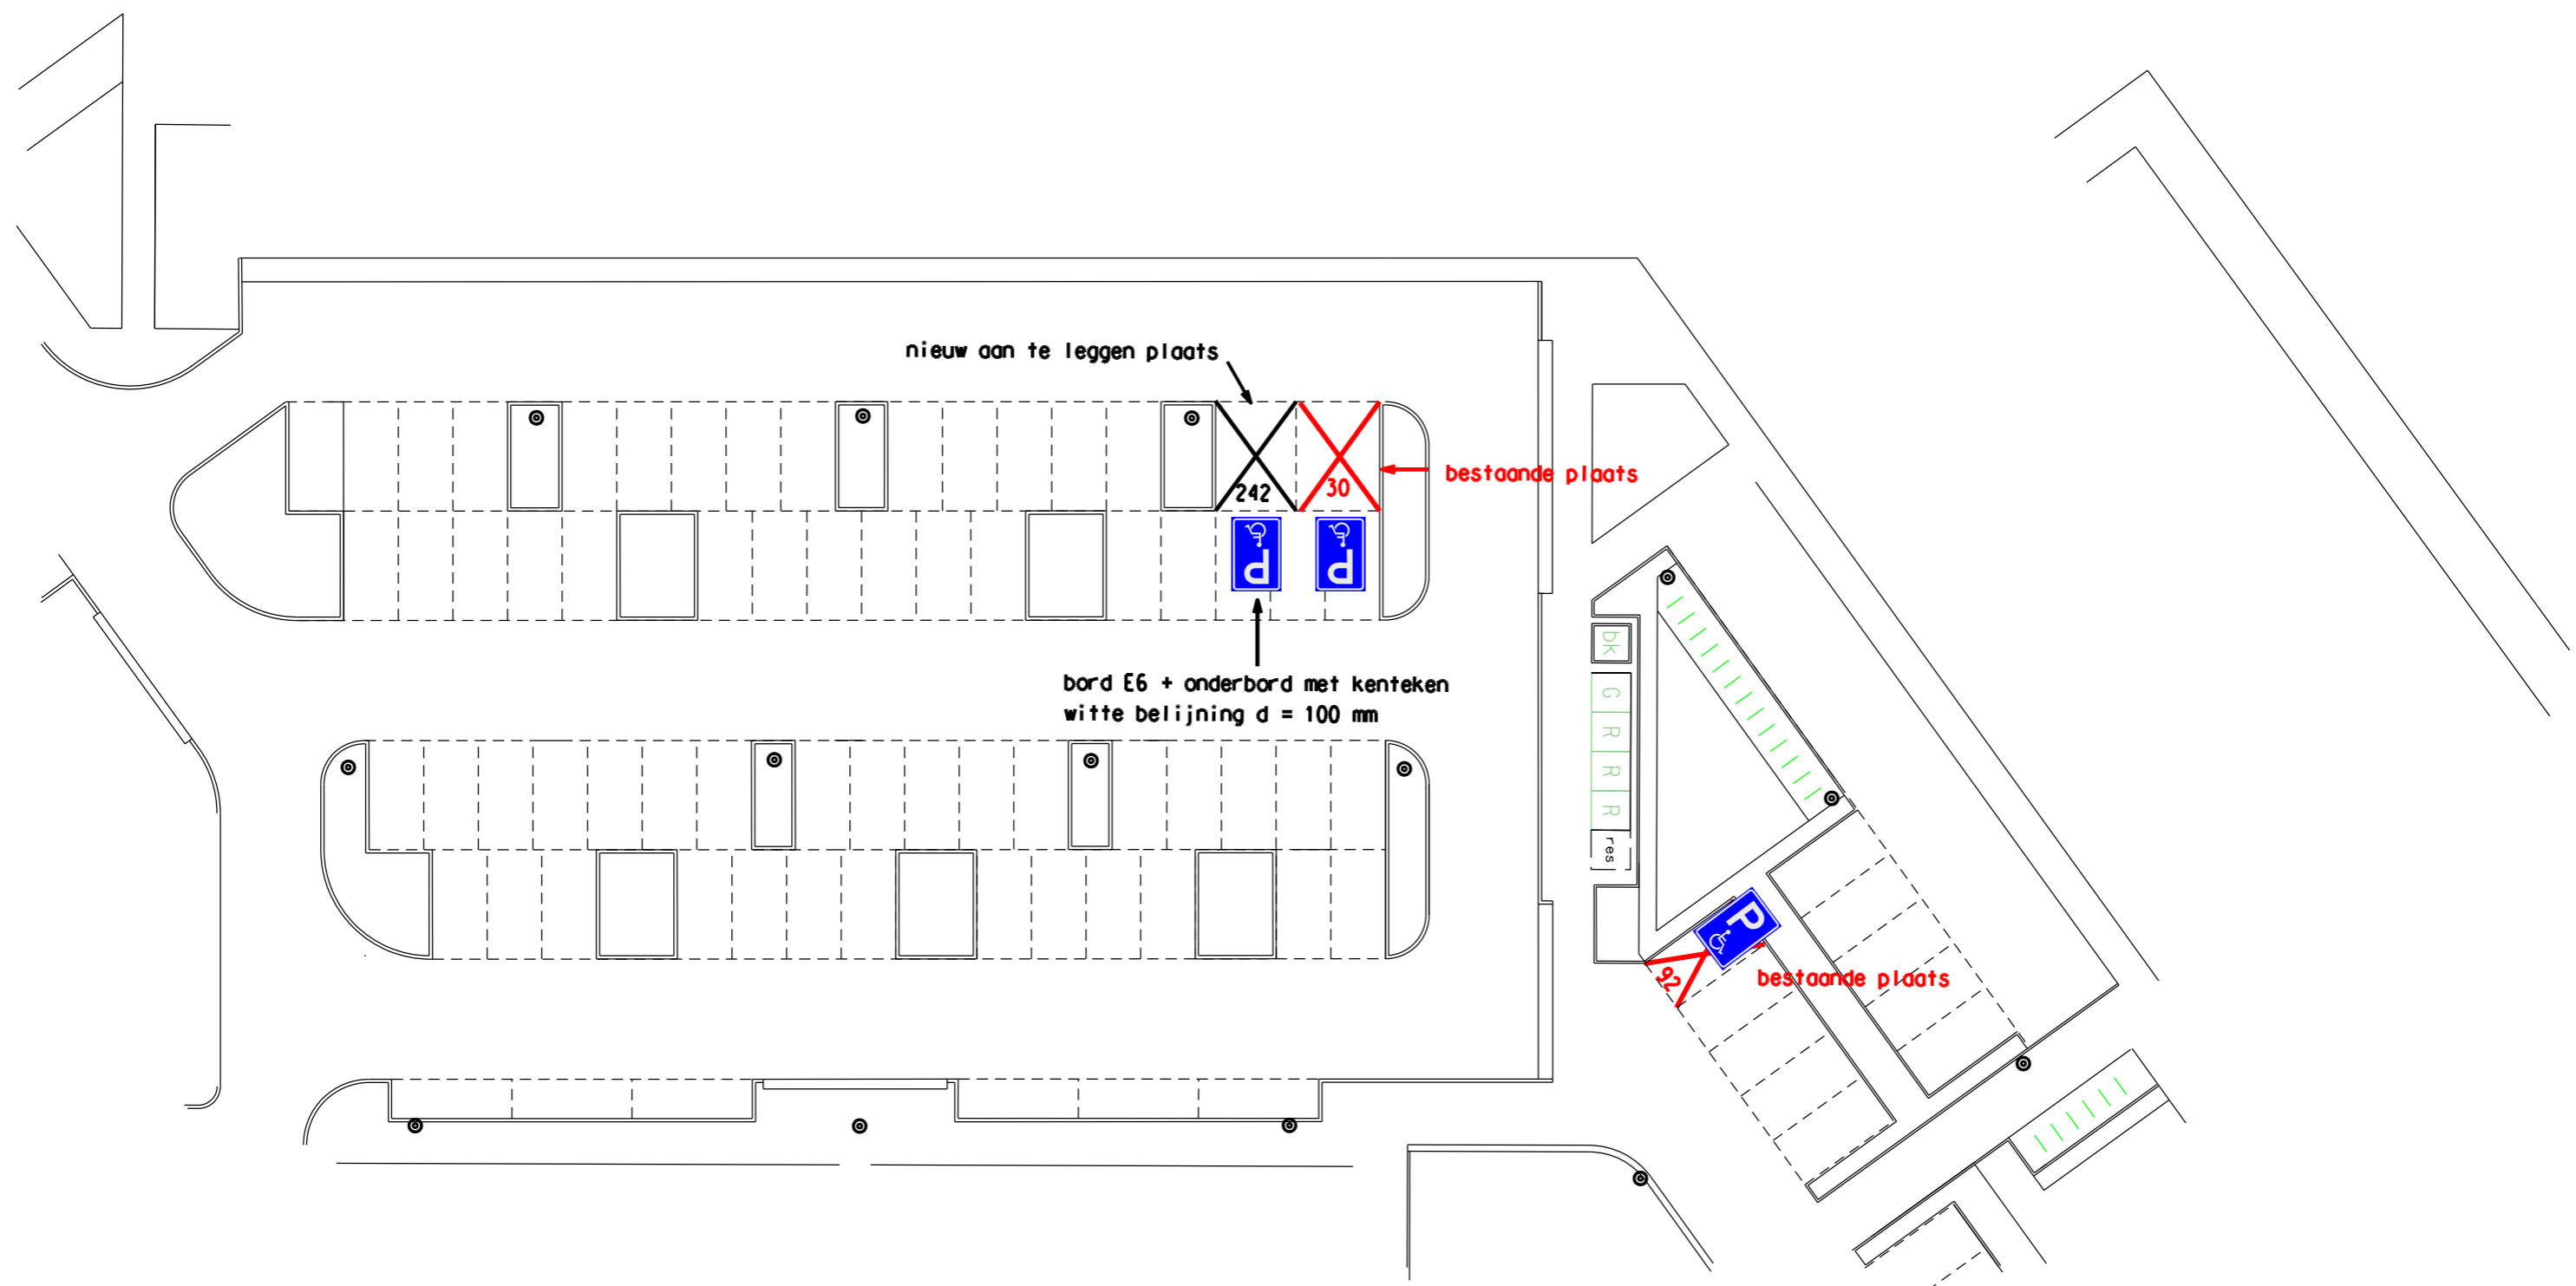 nieuw aan te leggen plaats
242
30
bestaande plaats
P
P
bord E6 + onderbord met kenteken
witte belijning d = 100 mm
bk
G
R
R
R
res
P
92
bestaande plaats